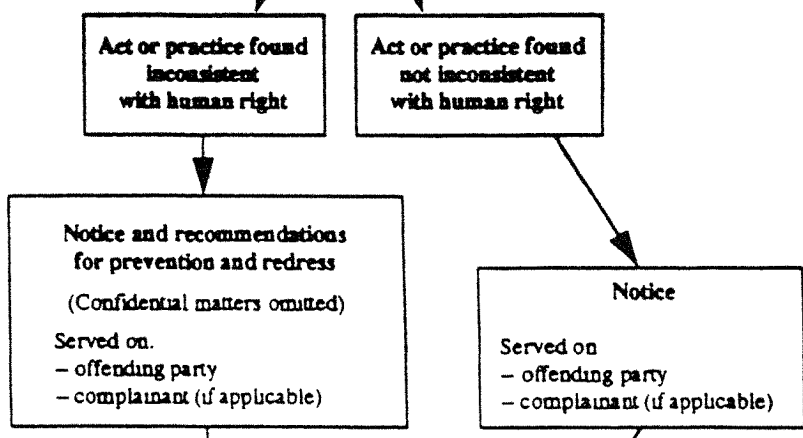 Act or practice found
inconsistent
with human right
Act or practice found
not inconsistent
with human right
Notice and recommendations
for prevention and redress
(Confidential matters omitted)
Served on.
– offending party
– complainant (if applicable)
Notice
Served on
– offending party
– complainant (if applicable)